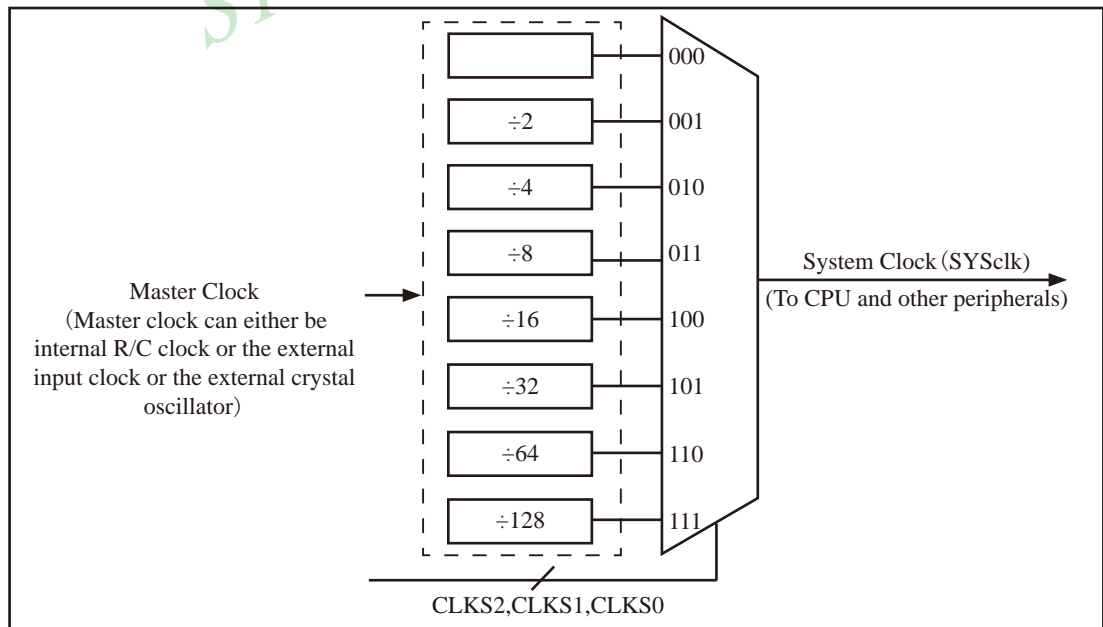 000
÷2
001
÷4
010
÷8
011
÷16
100
÷32
101
÷64
110
÷128
111
Master Clock
(Master clock can either be
internal R/C clock or the external
input clock or the external crystal
oscillator)
System Clock (SYSclk)
(To CPU and other peripherals)
CLKS2,CLKS1,CLKS0